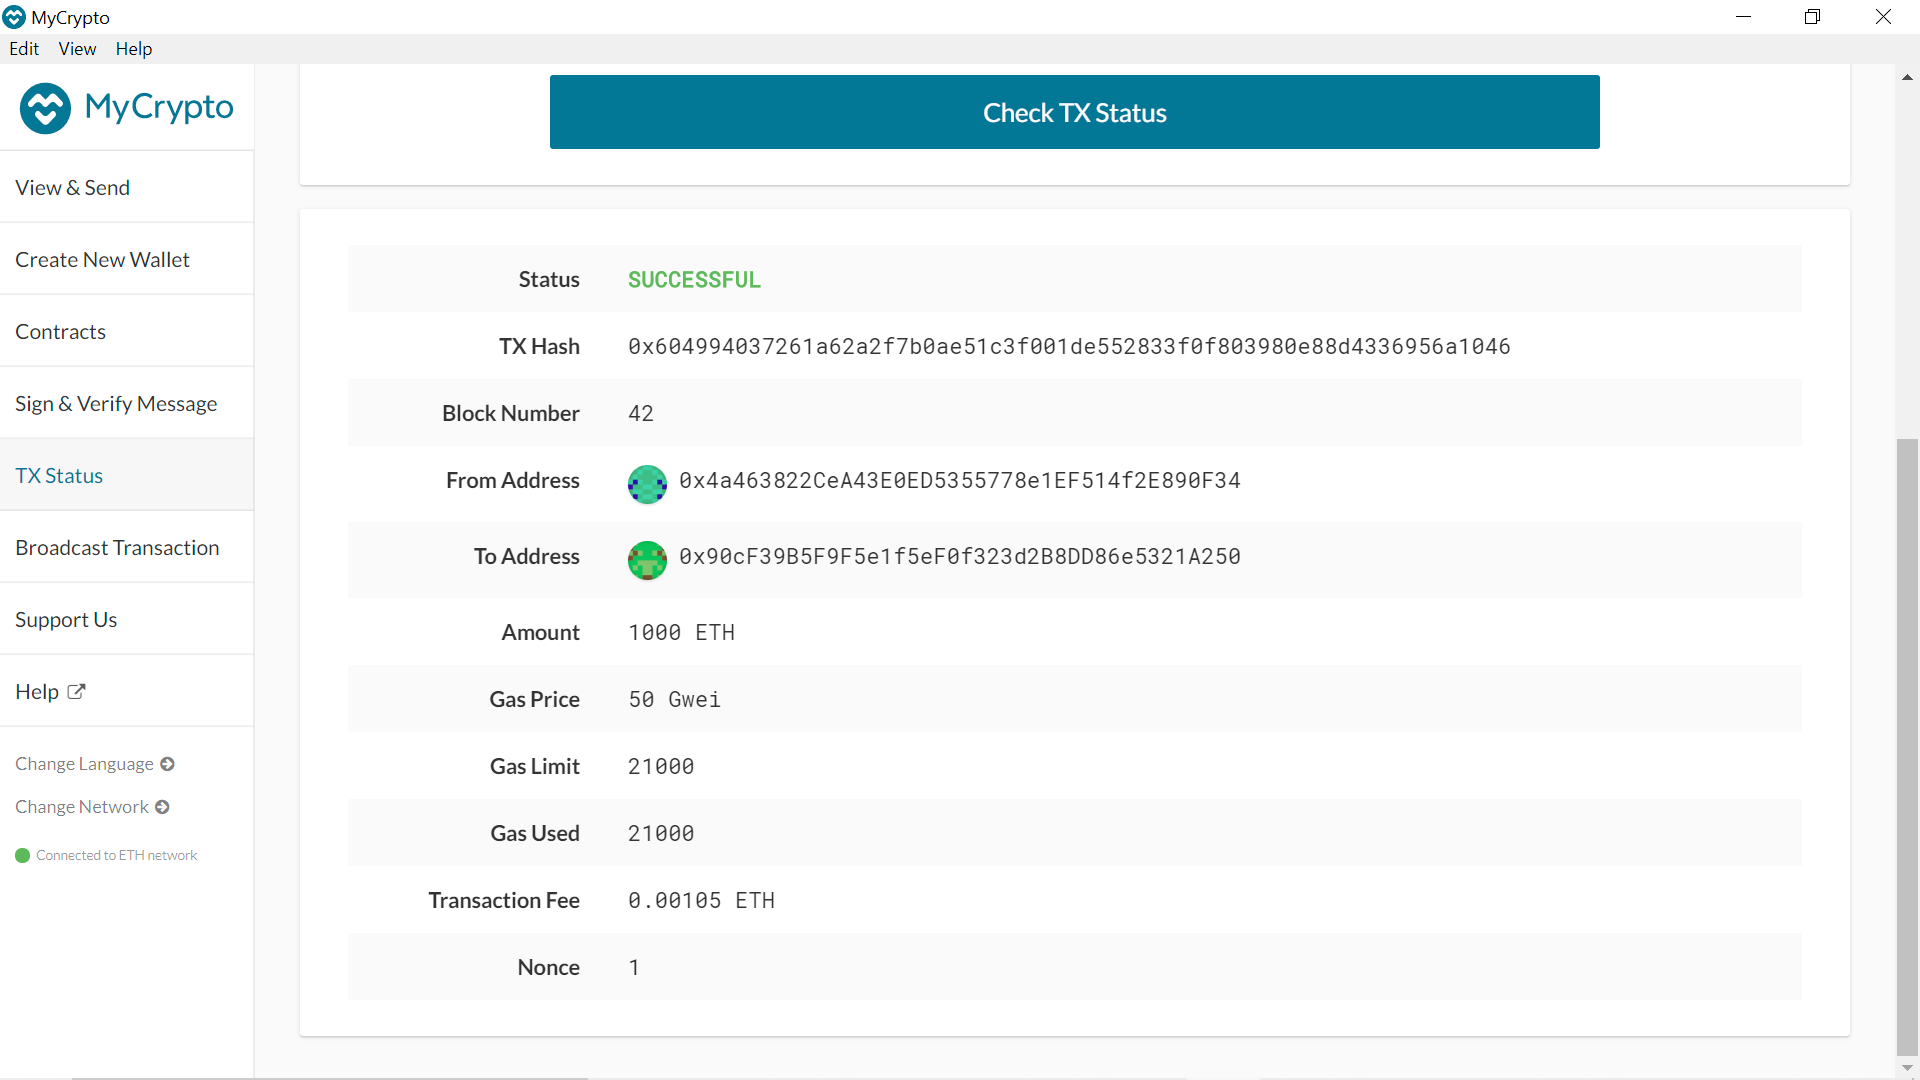 MyCrypto
Edit View Help
MyCrypto
View & Send
Create New Wallet
Contracts
Sign & Verify Message
TX Status
Broadcast Transaction
Support Us
Help
Change Language
Change Network
Connected to ETH network
Check TX Status
Status SUCCESSFUL
TX Hash 0x604994037261a62a2f7b0ae51c3f001de552833f0f803980e88d4336956a1046
Block Number 42
From Address 0x4a463822CeA43E0ED5355778e1EF514f2E890F34
To Address 0x90cF39B5F9F5e1f5eF0f323d2B8DD86e5321A250
Amount 1000 ETH
Gas Price 50 Gwei
Gas Limit 21000
Gas Used 21000
Transaction Fee 0.00105 ETH
Nonce 1